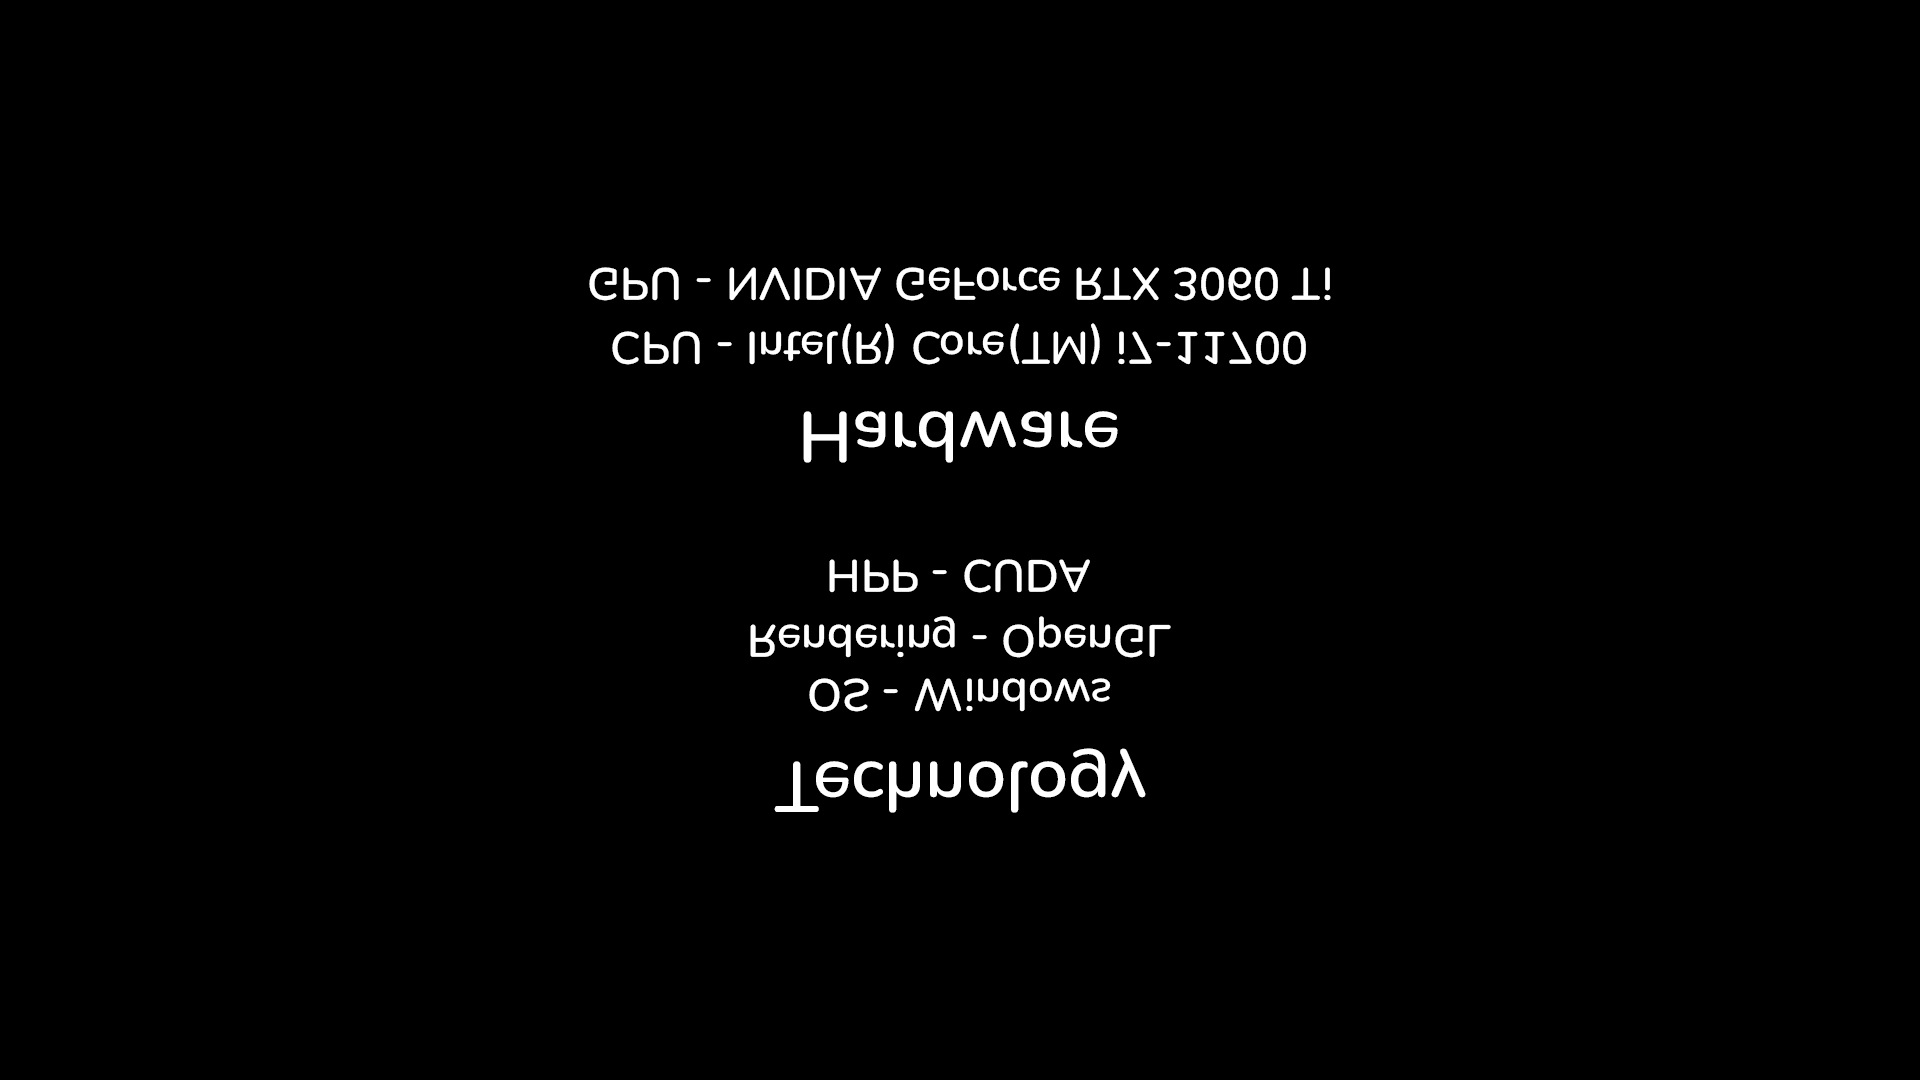 Technology
OS - Windows
Rendering - OpenGL
HPP - CUDA
Hardware
CPU - Intel(R) Core(TM) i7-11700
GPU - NVIDIA GeForce RTX 3060 Ti